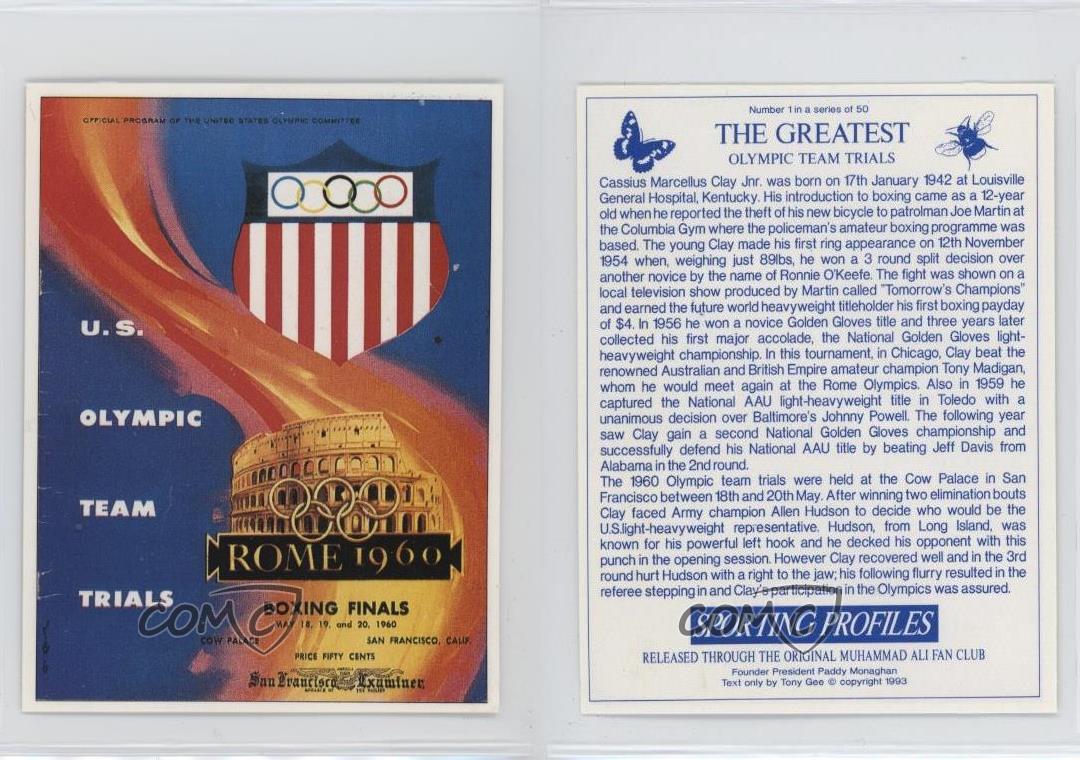 OFFICIAL PROGRAM OF THE UNITED STATES OLYMPIC COMMITTEE
U.S.
OLYMPIC
TEAM
TRIALS
ROME 1960
BOXING FINALS
MAY 18, 19, and 20, 1960
COW PALACE SAN FRANCISCO, CALIF.
PRICE FIFTY CENTS
San Francisco Examiner
COMC
Number 1 in a series of 50
THE GREATEST
OLYMPIC TEAM TRIALS
Cassius Marcellus Clay Jnr. was born on 17th January 1942 at Louisville
General Hospital, Kentucky. His introduction to boxing came as a 12-year
old when he reported the theft of his new bicycle to patrolman Joe Martin at
the Columbia Gym where the policeman's amateur boxing programme was
based. The young Clay made his first ring appearance on 12th November
1954 when, weighing just 89lbs, he won a 3 round split decision over
another novice by the name of Ronnie O'Keefe. The fight was shown on a
local television show produced by Martin called "Tomorrow's Champions"
and earned the future world heavyweight titleholder his first boxing payday
of $4. In 1956 he won a novice Golden Gloves title and three years later
collected his first major accolade, the National Golden Gloves light-
heavyweight championship. In this tournament, in Chicago, Clay beat the
renowned Australian and British Empire amateur champion Tony Madigan,
whom he would meet again at the Rome Olympics. Also in 1959 he
captured the National AAU light-heavyweight title in Toledo with a
unanimous decision over Baltimore's Johnny Powell. The following year
saw Clay gain a second National Golden Gloves championship and
successfully defend his National AAU title by beating Jeff Davis from
Alabama in the 2nd round.
The 1960 Olympic team trials were held at the Cow Palace in San
Francisco between 18th and 20th May. After winning two elimination bouts
Clay faced Army champion Allen Hudson to decide who would be the
U.S.light-heavyweight representative. Hudson, from Long Island, was
known for his powerful left hook and he decked his opponent with this
punch in the opening session. However Clay recovered well and in the 3rd
round hurt Hudson with a right to the jaw; his following flurry resulted in the
referee stepping in and Clay's participation in the Olympics was assured.
COMC
SPORTING PROFILES
RELEASED THROUGH THE ORIGINAL MUHAMMAD ALI FAN CLUB
Founder President Paddy Monaghan
Text only by Tony Gee © copyright 1993